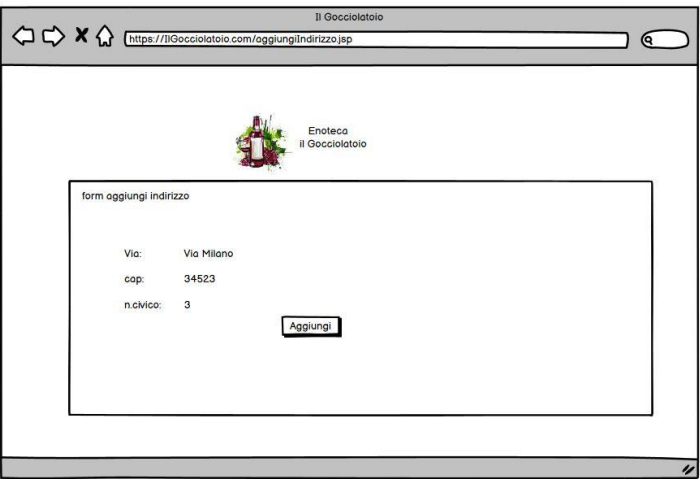 Il Gocciolatoio
https://IlGocciolatoio.com/aggiungiIndirizzo.jsp
Enoteca
il Gocciolatoio
form aggiungi indirizzo
Via: Via Milano
cap: 34523
n.civico: 3
Aggiungi